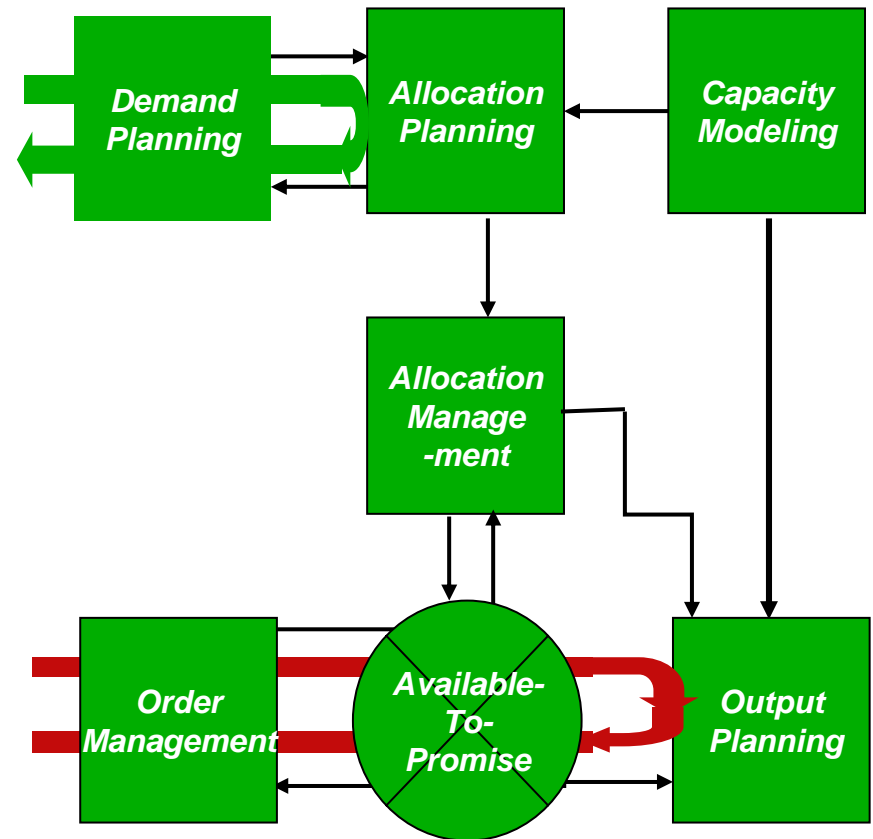 Demand
Planning
Allocation
Planning
Capacity
Modeling
Allocation
Manage
-ment
Order
Management
Available-
To-
Promise
Output
Planning